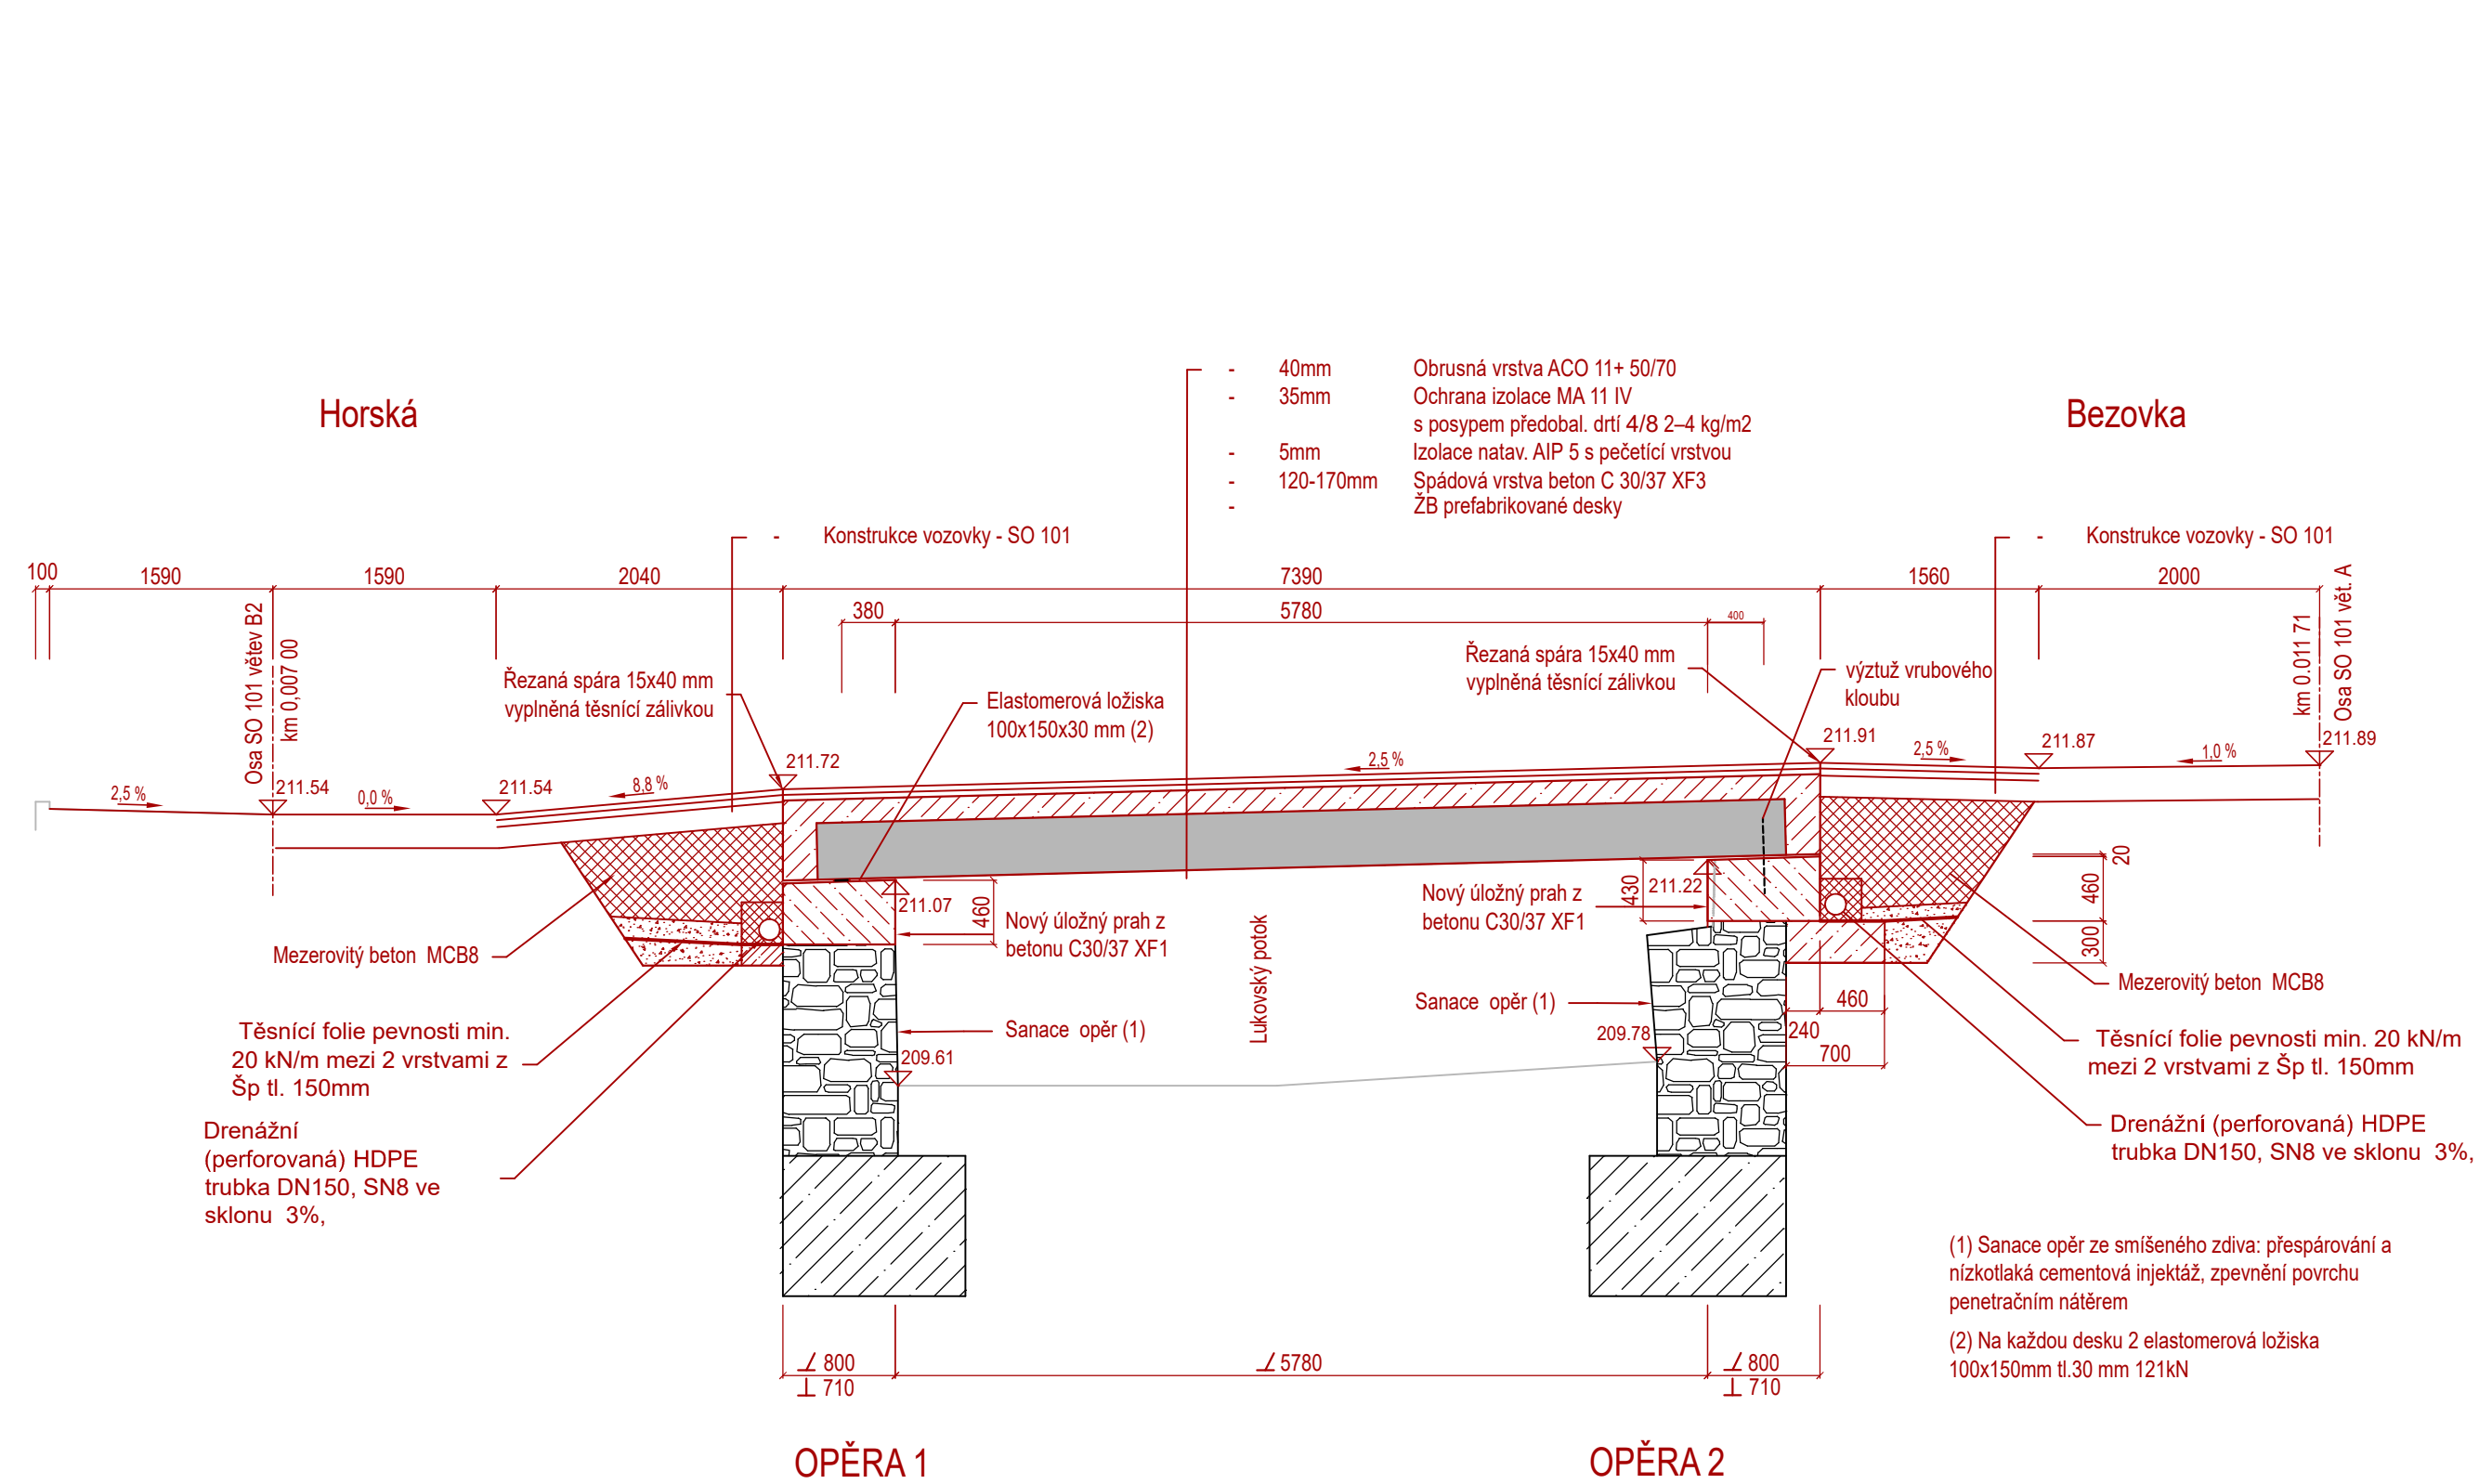 - 40mm Obrusná vrstva ACO 11+ 50/70
- 35mm Ochrana izolace MA 11 IV
s posypem předobal. drtí 4/8 2–4 kg/m2
- 5mm Izolace natav. AIP 5 s pečetící vrstvou
- 120-170mm Spádová vrstva beton C 30/37 XF3
- ŽB prefabrikované desky
Horská
Bezovka
- Konstrukce vozovky - SO 101
- Konstrukce vozovky - SO 101
100 1590 1590 2040 7390 1560 2000
380 5780 400
Osa SO 101 větev B2
km 0,007 00
km 0.011 71
Osa SO 101 vět. A
Řezaná spára 15x40 mm
vyplněná těsnící zálivkou
Elastomerová ložiska
100x150x30 mm (2)
Řezaná spára 15x40 mm
vyplněná těsnící zálivkou
výztuž vrubového
kloubu
2,5 %
211.54
0,0 %
211.54
8,8 %
211.72
2,5 %
211.91
2,5 %
211.87
1,0 %
211.89
211.07
460
Nový úložný prah z
betonu C30/37 XF1
Lukovský potok
Nový úložný prah z
betonu C30/37 XF1
430
211.22
20
460
300
Mezerovitý beton MCB8
Mezerovitý beton MCB8
Sanace opěr (1)
Sanace opěr (1)
209.61
209.78
460
240
700
Těsnící folie pevnosti min.
20 kN/m mezi 2 vrstvami z
Šp tl. 150mm
Těsnící folie pevnosti min. 20 kN/m
mezi 2 vrstvami z Šp tl. 150mm
Drenážní
(perforovaná) HDPE
trubka DN150, SN8 ve
sklonu 3%,
Drenážní (perforovaná) HDPE
trubka DN150, SN8 ve sklonu 3%,
(1) Sanace opěr ze smíšeného zdiva: přespárování a
nízkotlaká cementová injektáž, zpevnění povrchu
penetračním nátěrem
(2) Na každou desku 2 elastomerová ložiska
100x150mm tl.30 mm 121kN
800
710
5780
800
710
OPĚRA 1
OPĚRA 2